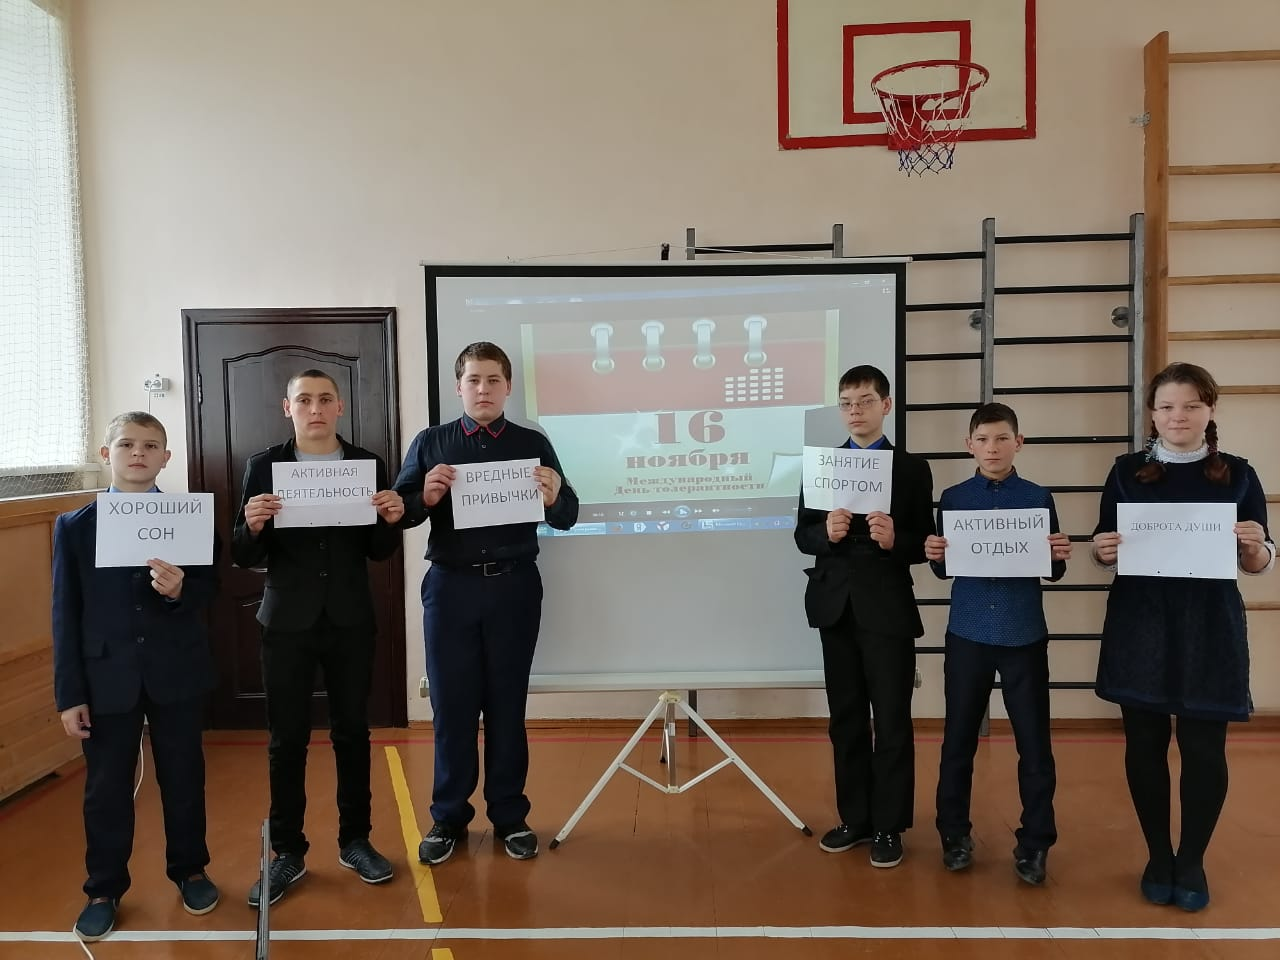 ХОРОШИЙ
СОН
АКТИВНАЯ
ДЕЯТЕЛЬНОСТЬ
ВРЕДНЫЕ
ПРИВЫЧКИ
16
ноября
Международный
День толерантности
ЗАНЯТИЕ
СПОРТОМ
АКТИВНЫЙ
ОТДЫХ
ДОБРОТА ДУШИ